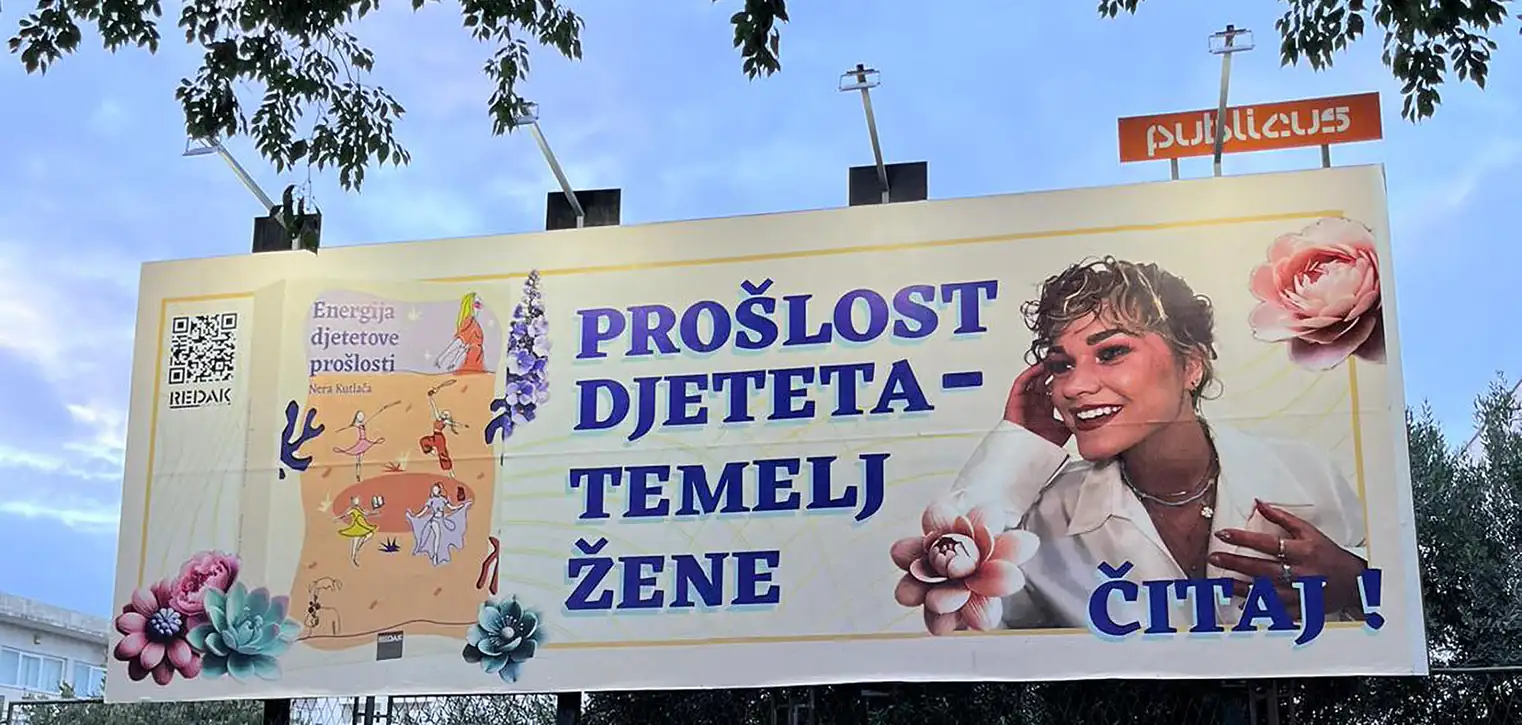 publicus
REDAK
Energija
djetetove
prošlosti
Nera Kutlača
REDAK
PROŠLOST
DJETETA-
TEMELJ
ŽENE
ČITAJ !